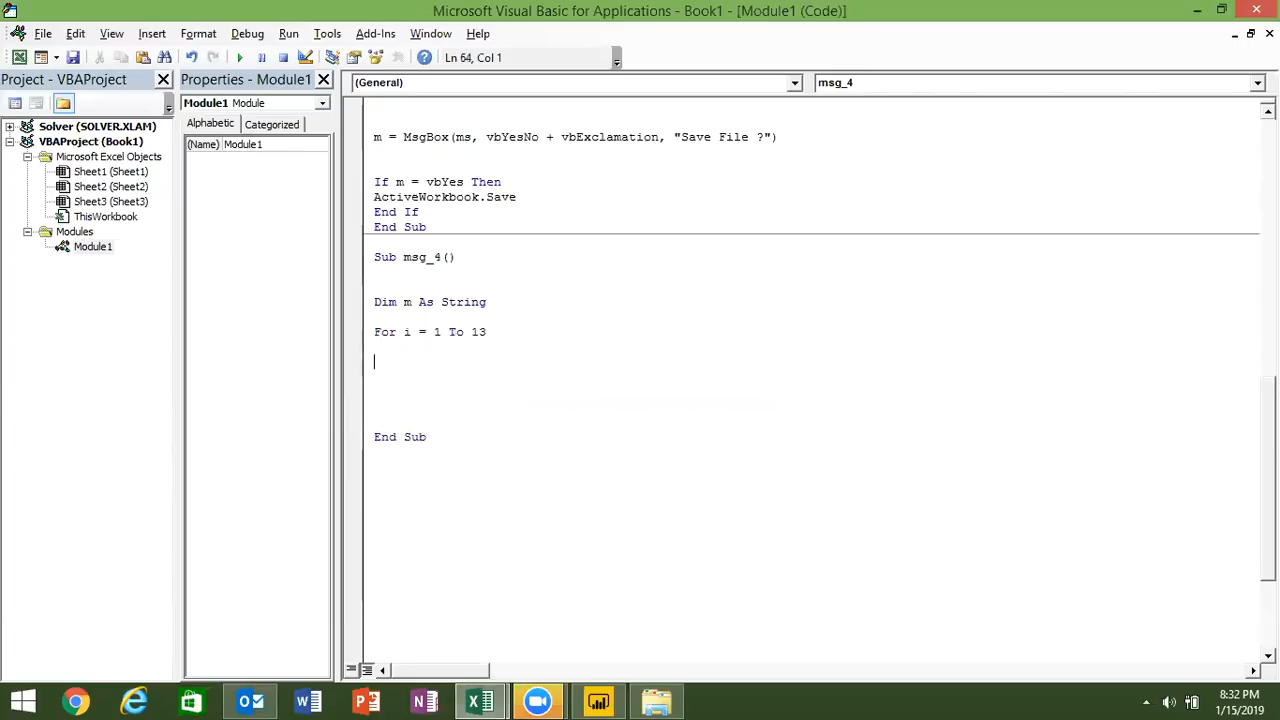 Microsoft Visual Basic for Applications - Book1 - [Module1 (Code)]
File Edit View Insert Format Debug Run Tools Add-Ins Window Help
Ln 64, Col 1
Project - VBAProject
Properties - Module1
(General)
msg_4
Module1 Module
Alphabetic Categorized
(Name) Module1
Solver (SOLVER.XLAM)
VBAProject (Book1)
Microsoft Excel Objects
Sheet1 (Sheet1)
Sheet2 (Sheet2)
Sheet3 (Sheet3)
ThisWorkbook
Modules
Module1
m = MsgBox(ms, vbYesNo + vbExclamation, "Save File ?")
If m = vbYes Then
ActiveWorkbook.Save
End If
End Sub
Sub msg_4()
Dim m As String
For i = 1 To 13
End Sub
8:32 PM
1/15/2019